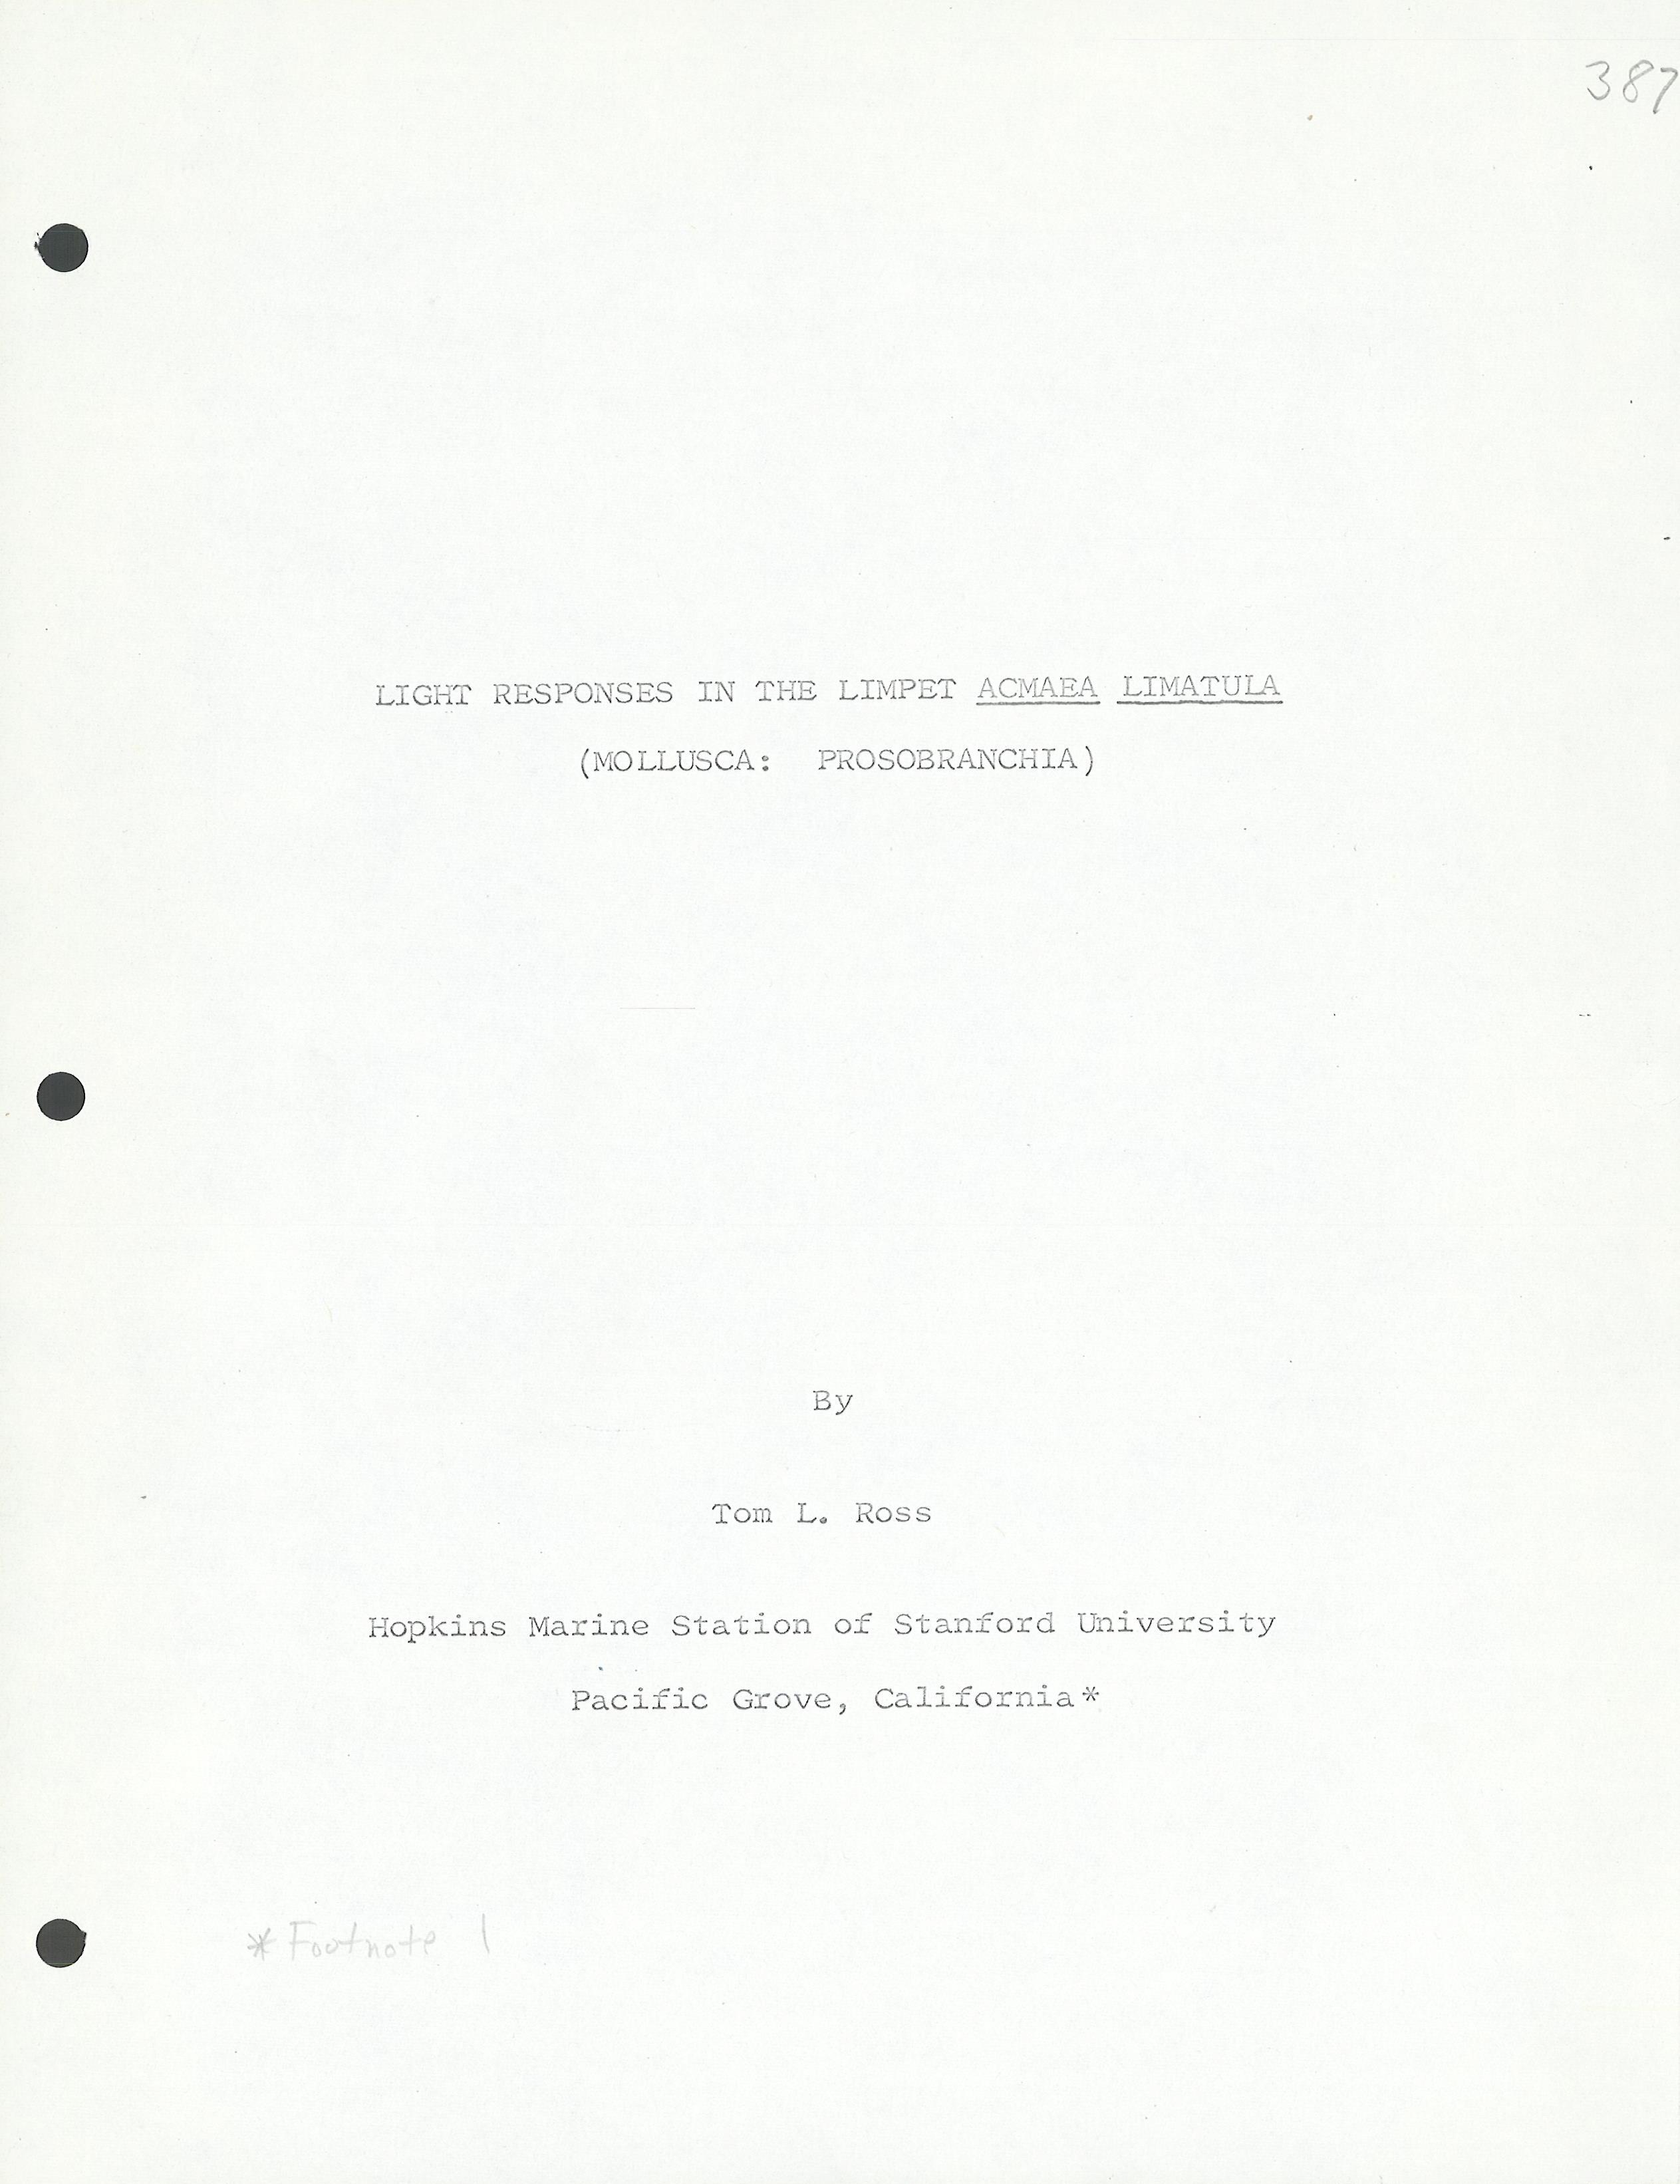 387
LIGHT RESPONSES IN THE LIMPET ACMAEA LIMATULA
(MOLLUSCA: PROSOBRANCHIA)
By
Tom L. Ross
Hopkins Marine Station of Stanford University
Pacific Grove, California*
* Footnote 1